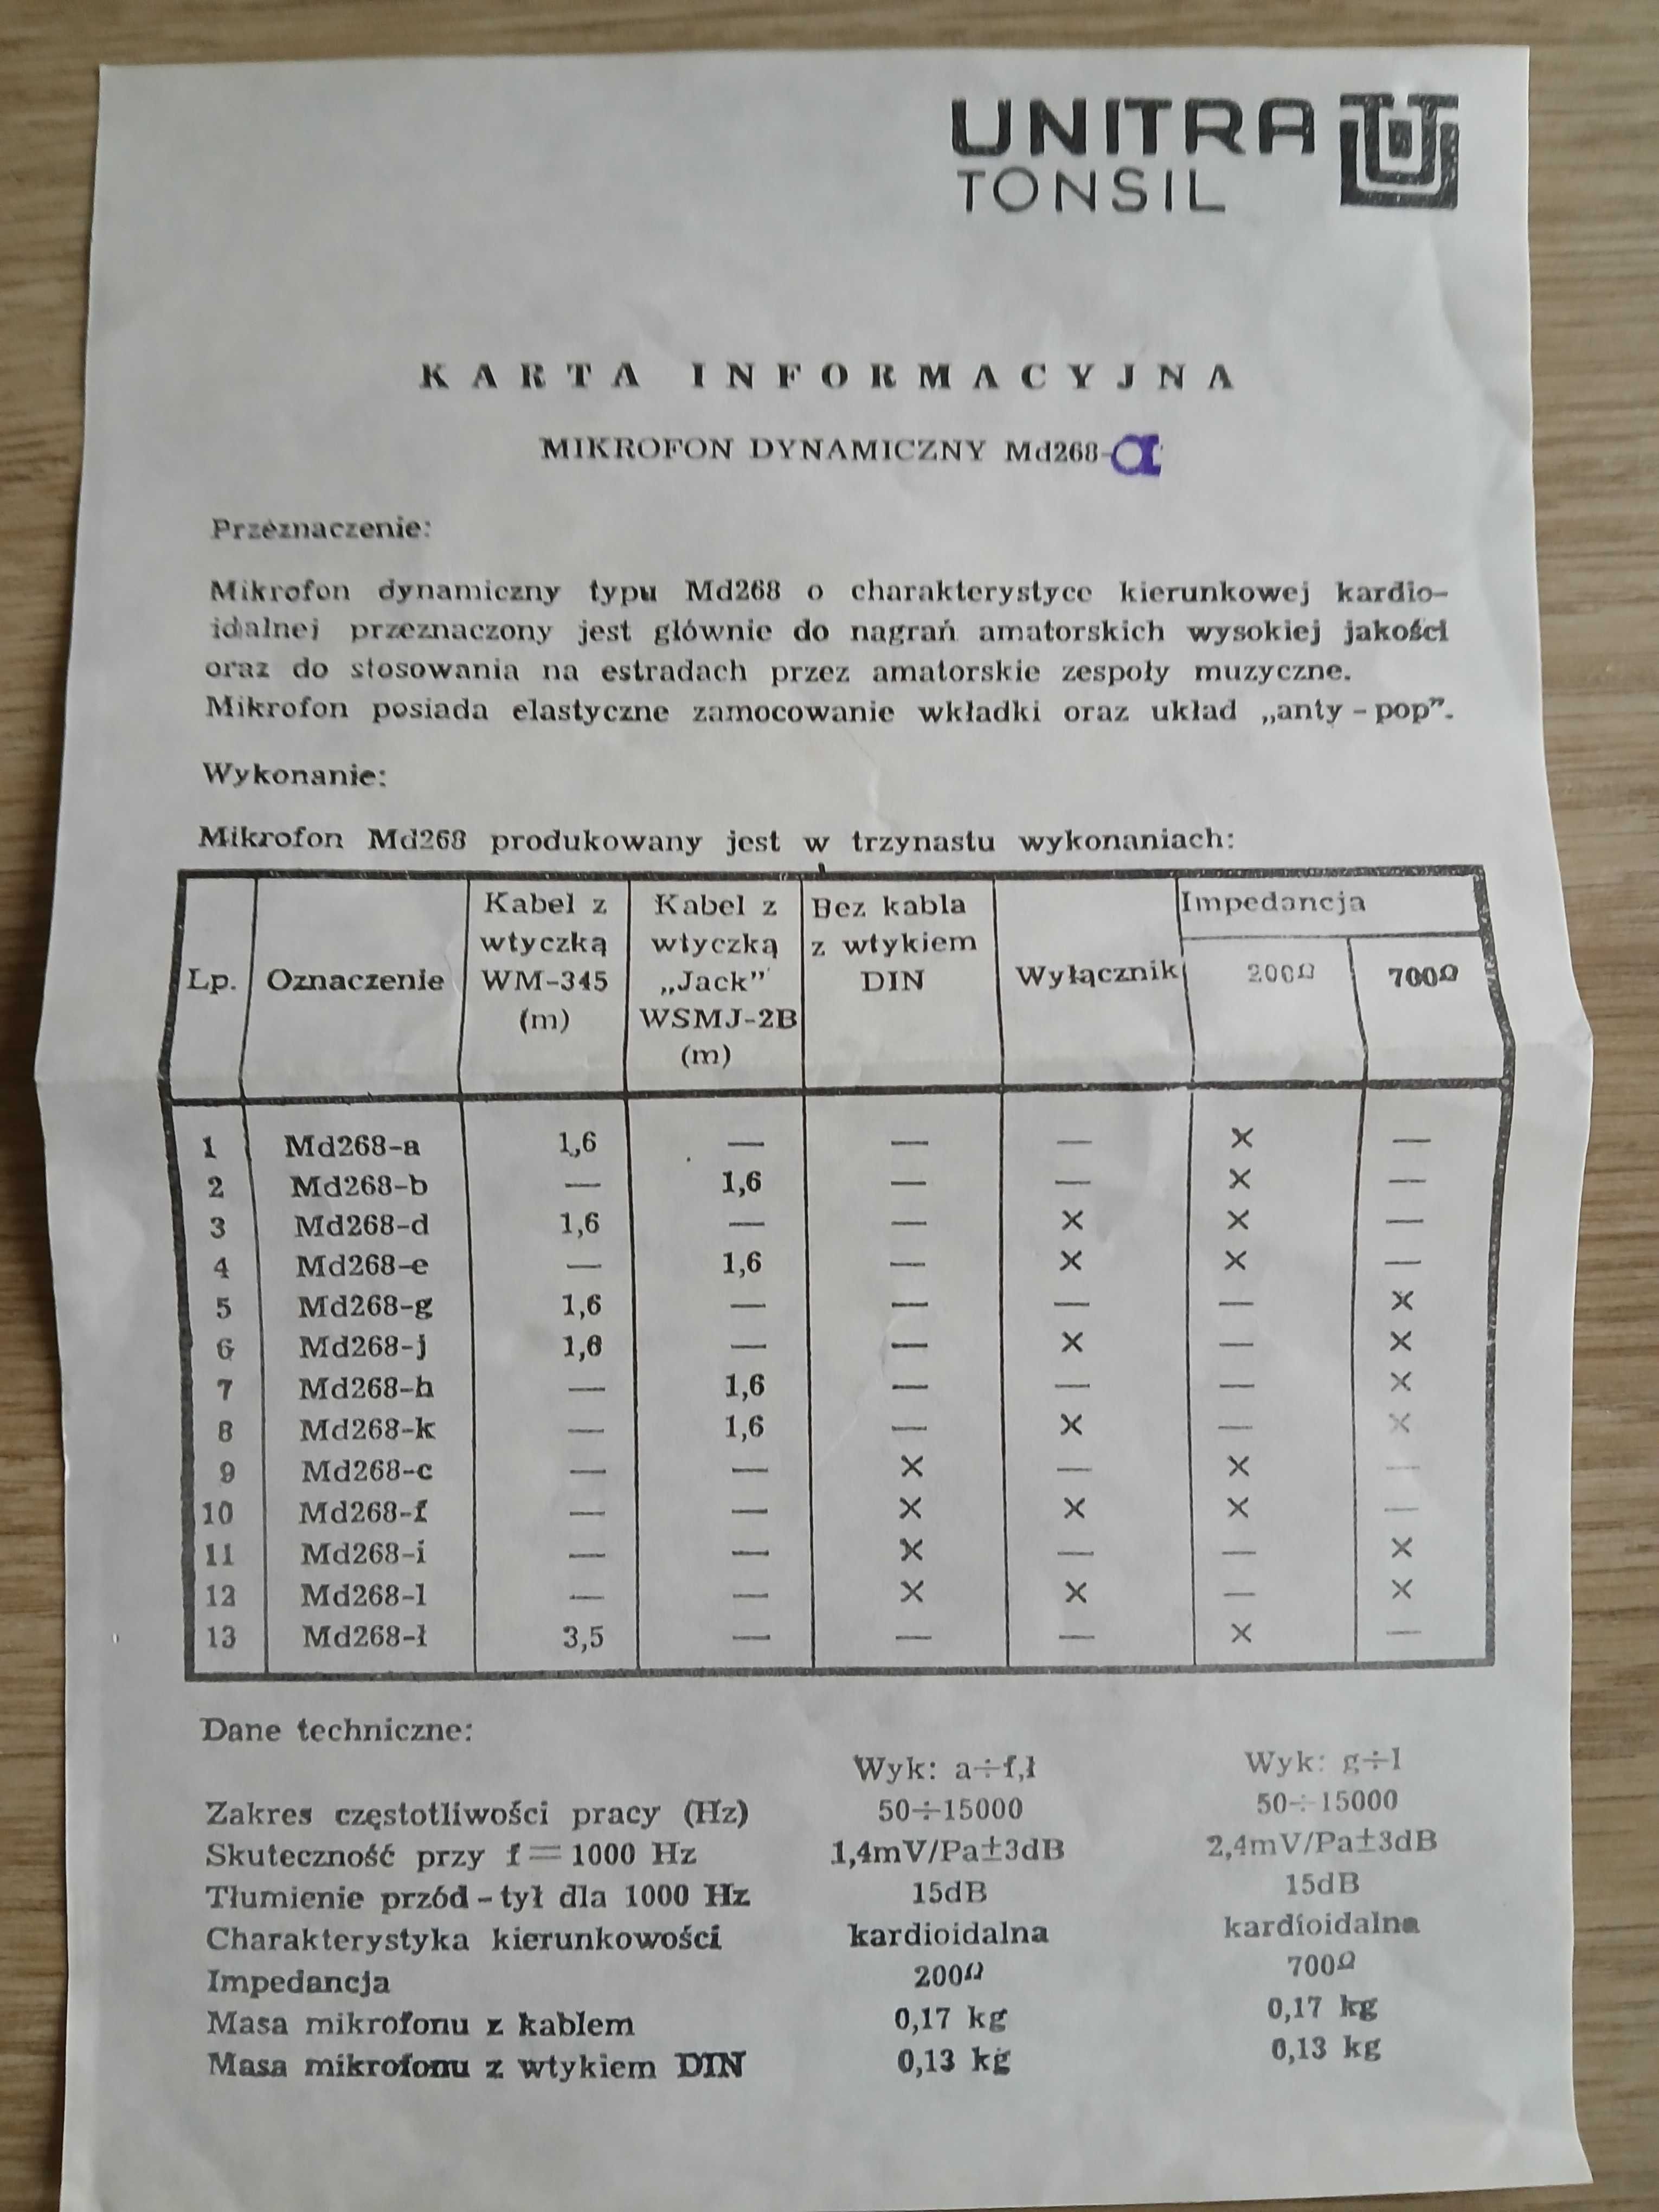 UNITRA
TONSIL
KARTA INFORMACYJNA
MIKROFON DYNAMICZNY Md268-a
Przeznaczenie:
Mikrofon dynamiczny typu Md268 o charakterystyce kierunkowej kardio-
idalnej przeznaczony jest głównie do nagrań amatorskich wysokiej jakości
oraz do stosowania na estradach przez amatorskie zespoły muzyczne.
Mikrofon posiada elastyczne zamocowanie wkładki oraz układ „anty-pop”.
Wykonanie:
Mikrofon Md268 produkowany jest w trzynastu wykonaniach:
Lp. Oznaczenie Kabel z wtyczką WM-345 (m) Kabel z wtyczką „Jack” WSMJ-2B (m) Bez kabla z wtykiem DIN Wyłącznik Impedancja 200Ω 700Ω
1 Md268-a 1,6 — — — × —
2 Md268-b — 1,6 — — × —
3 Md268-d 1,6 — — × × —
4 Md268-e — 1,6 — × × —
5 Md268-g 1,6 — — — — ×
6 Md268-j 1,6 — — × — ×
7 Md268-h — 1,6 — — — ×
8 Md268-k — 1,6 — × — ×
9 Md268-c — — × — × —
10 Md268-f — — × × × —
11 Md268-i — — × — — ×
12 Md268-l — — × × — ×
13 Md268-ł 3,5 — — — × —
Dane techniczne:
Wyk: a÷f,ł Wyk: g÷l
Zakres częstotliwości pracy (Hz) 50÷15000 50÷15000
Skuteczność przy f=1000 Hz 1,4mV/Pa±3dB 2,4mV/Pa±3dB
Tłumienie przód-tył dla 1000 Hz 15dB 15dB
Charakterystyka kierunkowości kardioidalna kardioidalna
Impedancja 200Ω 700Ω
Masa mikrofonu z kablem 0,17 kg 0,17 kg
Masa mikrofonu z wtykiem DIN 0,13 kg 0,13 kg